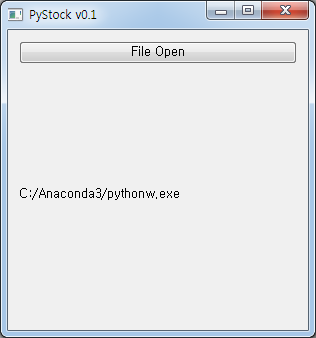 PyStock v0.1
File Open
C:/Anaconda3/pythonw.exe